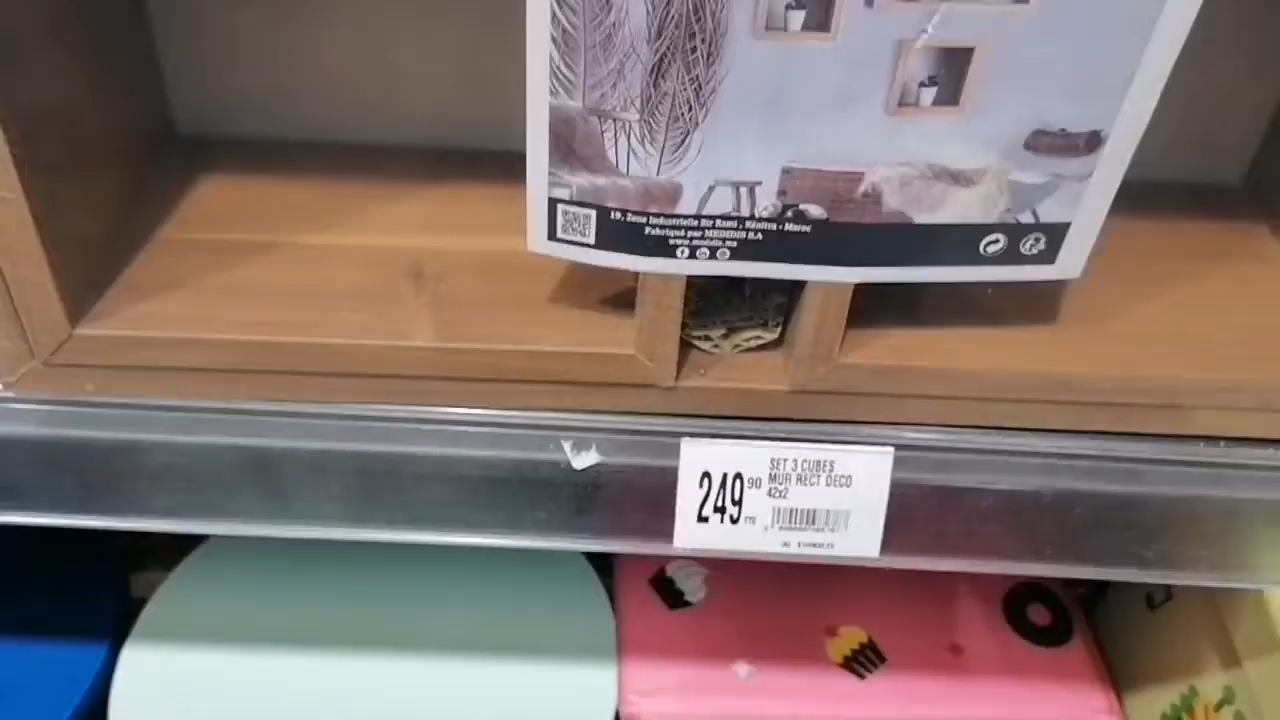 19, Zone Industrielle Bir Rami , Kénitra - Maroc
Fabriqué par MEDIDIS S.A
www.medidis.ma
SET 3 CUBES
MUR RECT DECO
42x2
249 90
TTC